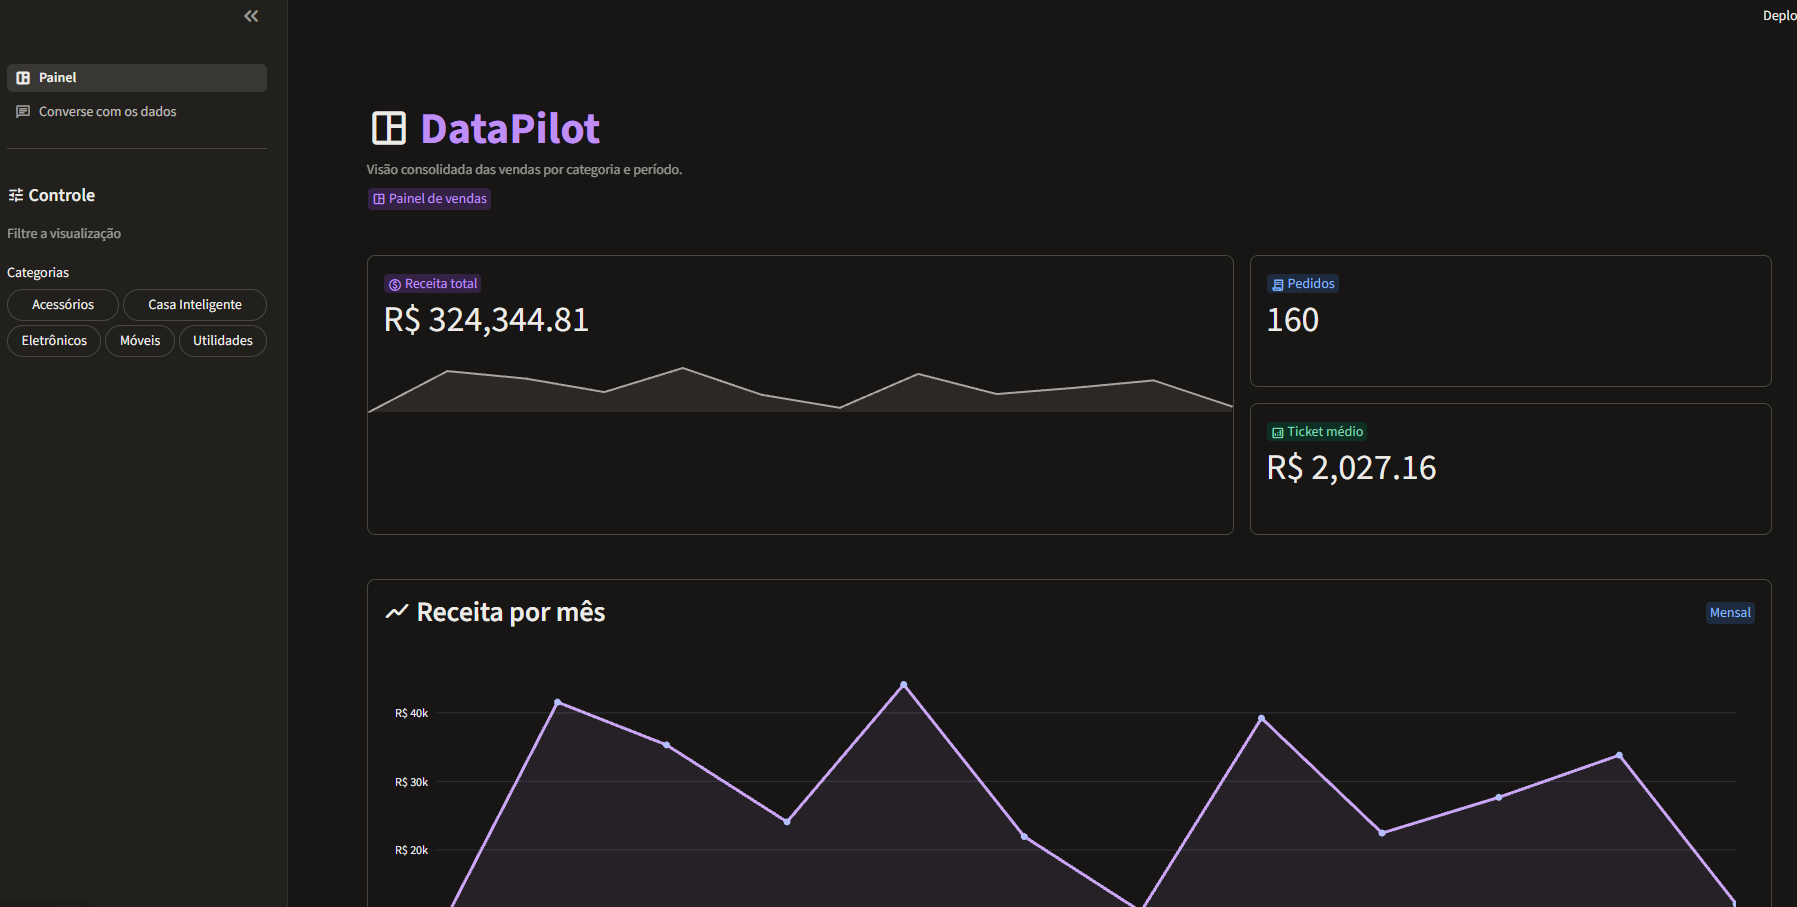 Deplo
Painel
Converse com os dados
Controle
Filtre a visualização
Categorias
Acessórios
Casa Inteligente
Eletrônicos
Móveis
Utilidades
DataPilot
Visão consolidada das vendas por categoria e período.
Painel de vendas
Receita total
R$ 324,344.81
Pedidos
160
Ticket médio
R$ 2,027.16
Receita por mês
Mensal
R$ 40k
R$ 30k
R$ 20k